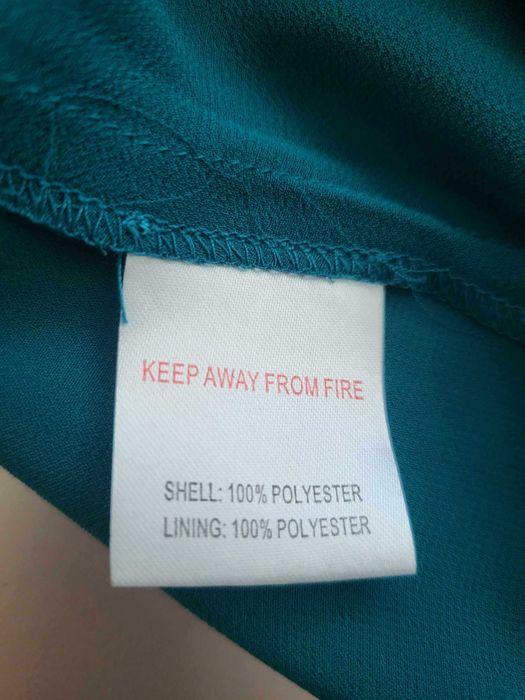 KEEP AWAY FROM FIRE
SHELL: 100% POLYESTER
LINING: 100% POLYESTER